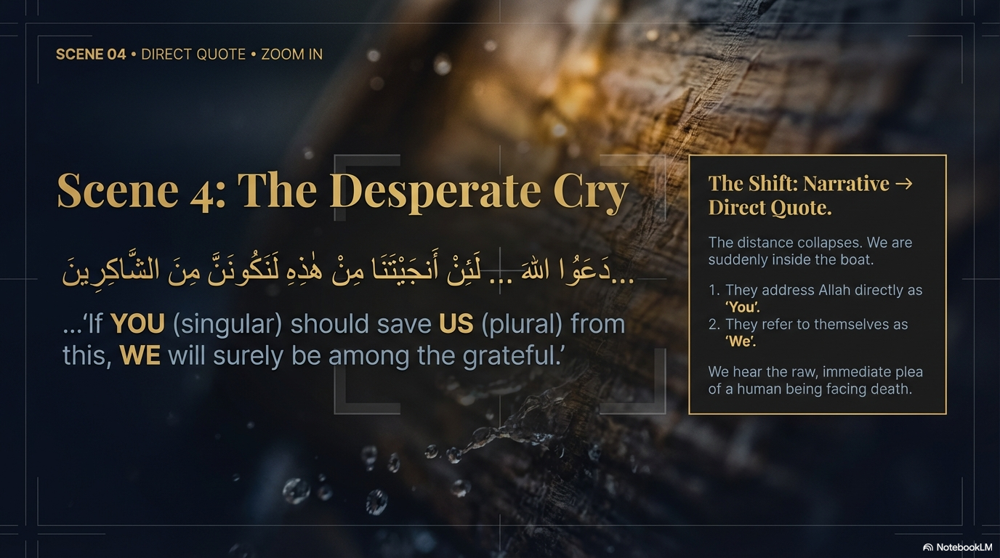 SCENE 04 • DIRECT QUOTE • ZOOM IN
Scene 4: The Desperate Cry
...دَعَوُا اللهَ ... لَئِنْ أَنجَيْتَنَا مِنْ هَٰذِهِ لَنَكُونَنَّ مِنَ الشَّاكِرِينَ
...‘If YOU (singular) should save US (plural) from
this, WE will surely be among the grateful.’
The Shift: Narrative →
Direct Quote.
The distance collapses. We are
suddenly inside the boat.
1. They address Allah directly as
‘You’.
2. They refer to themselves as
‘We’.
We hear the raw, immediate plea
of a human being facing death.
NotebookLM